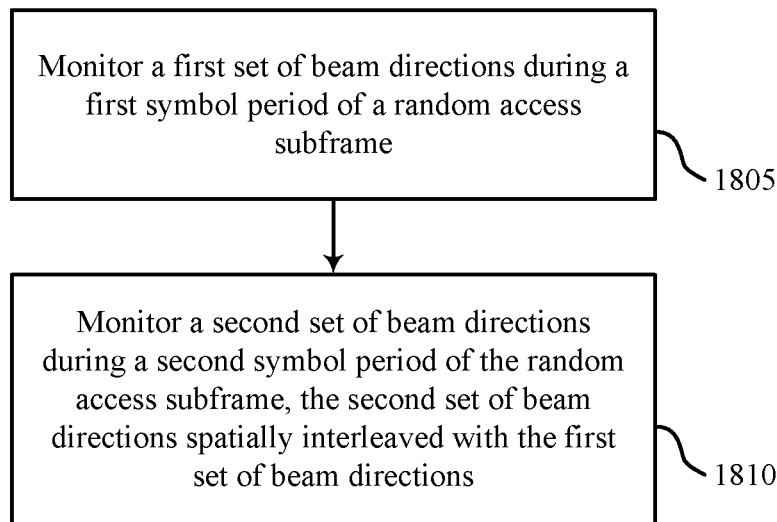 Monitor a first set of beam directions during a
first symbol period of a random access
subframe
1805
Monitor a second set of beam directions
during a second symbol period of the random
access subframe, the second set of beam
directions spatially interleaved with the first
set of beam directions
1810